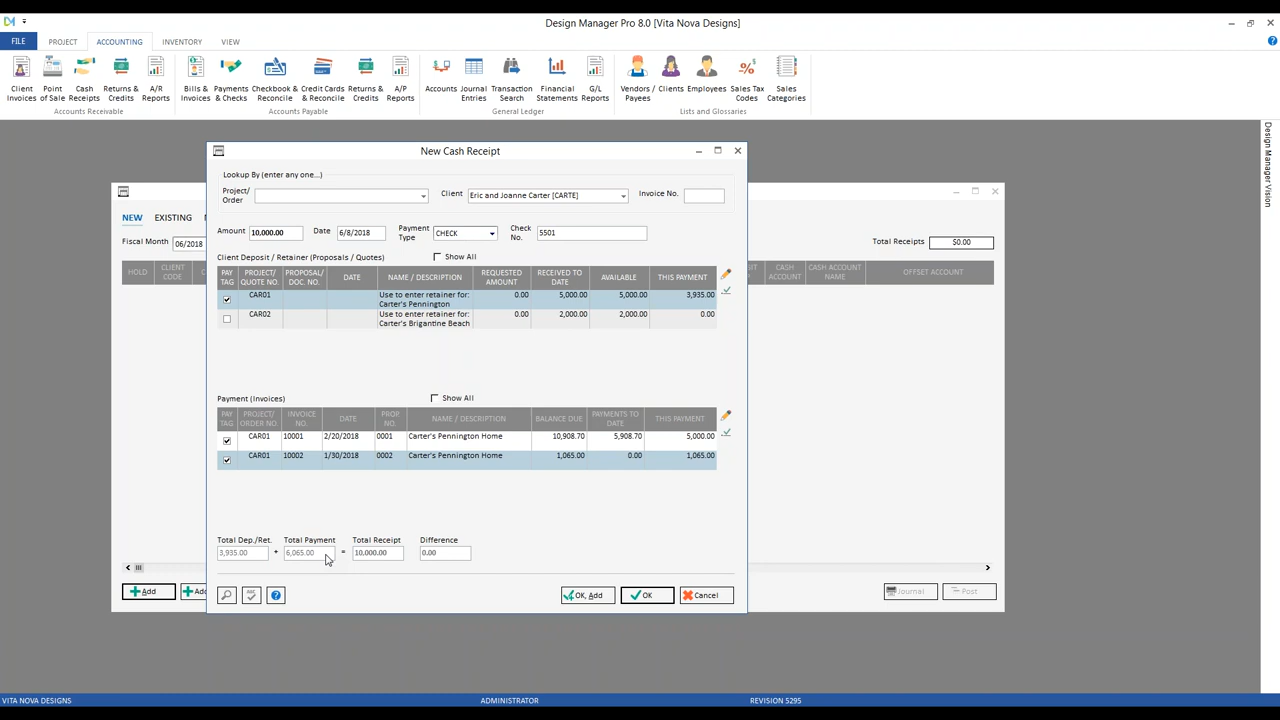 Design Manager Pro 8.0 [Vita Nova Designs]
FILE PROJECT ACCOUNTING INVENTORY VIEW
Client Invoices
Point of Sale
Cash Receipts
Returns & Credits
A/R Reports
Bills & Invoices
Payments & Checks
Checkbook & Reconcile
Credit Cards & Reconcile
Returns & Credits
A/P Reports
Accounts
Journal Entries
Transaction Search
Financial Statements
G/L Reports
Vendors / Payees
Clients
Employees
Sales Tax Codes
Sales Categories
Accounts Receivable Accounts Payable General Ledger Lists and Glossaries
Design Manager Vision
New Cash Receipt
Lookup By (enter any one...)
Project/ Order
Client Eric and Joanne Carter [CARTE]
Invoice No.
Amount 10,000.00 Date 6/8/2018 Payment Type CHECK Check No. 5501
Client Deposit / Retainer (Proposals / Quotes) Show All
PAY TAG PROJECT/ QUOTE NO. PROPOSAL/ DOC. NO. DATE NAME / DESCRIPTION REQUESTED AMOUNT RECEIVED TO DATE AVAILABLE THIS PAYMENT
CAR01 Use to enter retainer for: Carter's Pennington 0.00 5,000.00 5,000.00 3,935.00
CAR02 Use to enter retainer for: Carter's Brigantine Beach 0.00 2,000.00 2,000.00 0.00
Payment (Invoices) Show All
PAY TAG PROJECT/ ORDER NO. INVOICE NO. DATE PROP. NO. NAME / DESCRIPTION BALANCE DUE PAYMENTS TO DATE THIS PAYMENT
CAR01 10001 2/20/2018 0001 Carter's Pennington Home 10,908.70 5,908.70 5,000.00
CAR01 10002 1/30/2018 0002 Carter's Pennington Home 1,065.00 0.00 1,065.00
Total Dep./Ret. Total Payment Total Receipt Difference
3,935.00 + 6,065.00 = 10,000.00 0.00
OK, Add OK Cancel
NEW EXISTING
Fiscal Month 06/2018
Total Receipts $0.00
HOLD CLIENT CODE
CASH ACCOUNT CASH ACCOUNT NAME OFFSET ACCOUNT
Add
Journal Post
VITA NOVA DESIGNS ADMINISTRATOR REVISION 5295